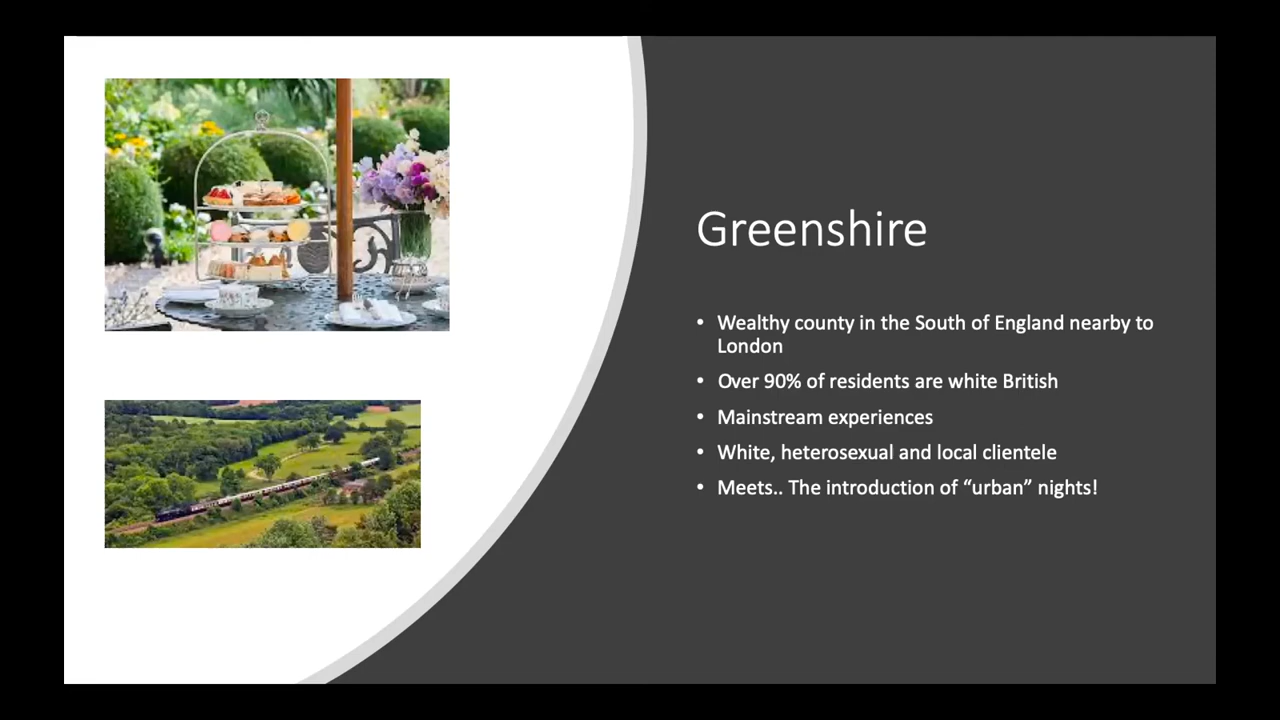 Greenshire
• Wealthy county in the South of England nearby to
London
• Over 90% of residents are white British
• Mainstream experiences
• White, heterosexual and local clientele
• Meets.. The introduction of “urban” nights!